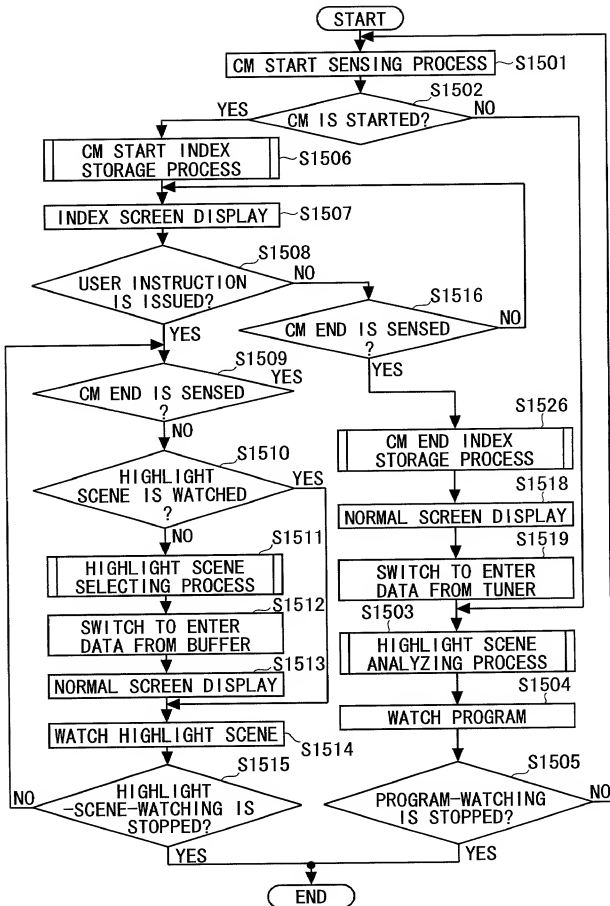 START
CM START SENSING PROCESS
S1501
S1502
YES
CM IS STARTED?
NO
CM START INDEX
STORAGE PROCESS
S1506
INDEX SCREEN DISPLAY
S1507
S1508
USER INSTRUCTION
IS ISSUED?
NO
YES
S1516
CM END IS SENSED
?
NO
YES
S1509
CM END IS SENSED
?
YES
NO
S1510
HIGHLIGHT
SCENE IS WATCHED
?
YES
NO
S1511
HIGHLIGHT SCENE
SELECTING PROCESS
S1512
SWITCH TO ENTER
DATA FROM BUFFER
S1513
NORMAL SCREEN DISPLAY
WATCH HIGHLIGHT SCENE
S1514
S1515
NO
HIGHLIGHT
-SCENE-WATCHING IS
STOPPED?
YES
S1526
CM END INDEX
STORAGE PROCESS
S1518
NORMAL SCREEN DISPLAY
S1519
SWITCH TO ENTER
DATA FROM TUNER
S1503
HIGHLIGHT SCENE
ANALYZING PROCESS
S1504
WATCH PROGRAM
S1505
PROGRAM-WATCHING
IS STOPPED?
NO
YES
END